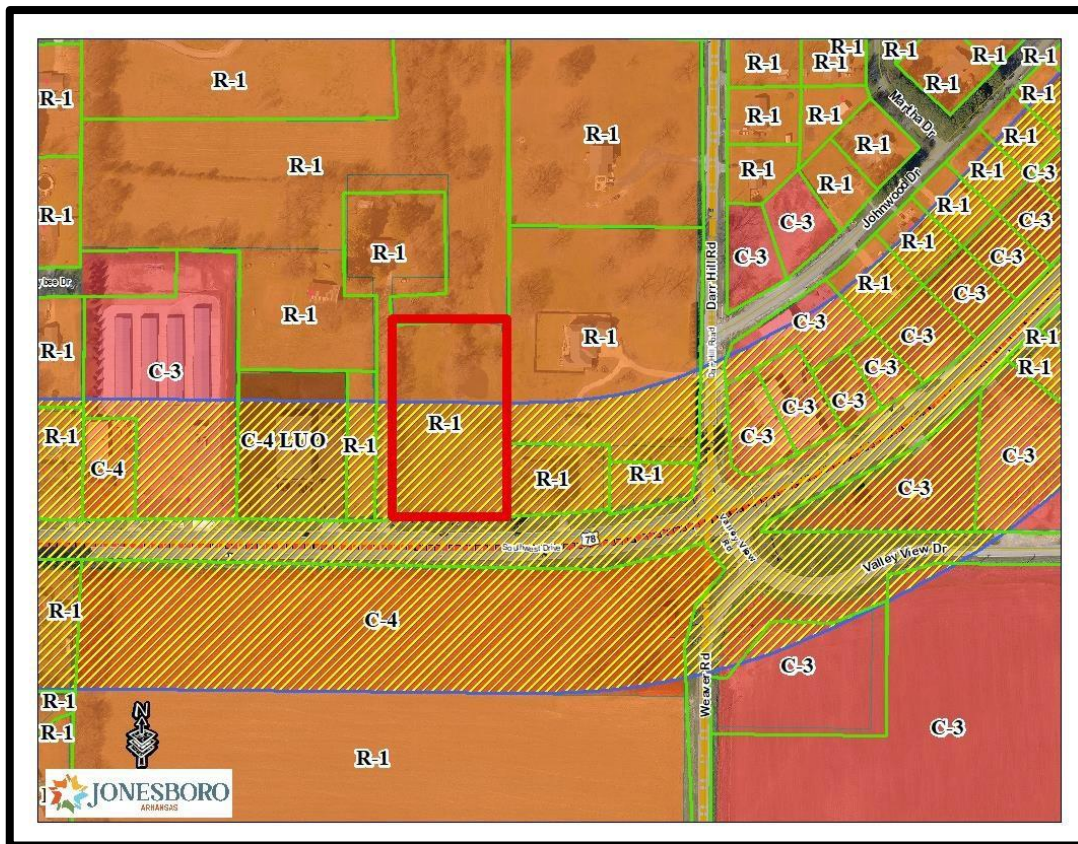 R-1
R-1
R-1
R-1
R-1
R-1
R-1
R-1
R-1
R-1
R-1
R-1
R-1
Martha Dr
R-1
R-1
R-1
R-1
C-3
R-1
R-1
C-3
Johnwood Dr
R-1
C-3
R-1
C-3
Darr Hill Rd
C-3
R-1
R-1
R-1
R-1
C-3
C-3
C-3
R-1
R-1
C-3
C-3
C-3
C-3
C-3
R-1
C-4
C-4 LUO
R-1
R-1
R-1
R-1
C-3
C-3
Southwest Drive
78
Valley View Rd
Valley View Dr
R-1
C-4
Weaver Rd
C-3
R-1
R-1
N
R-1
C-3
JONESBORO
ARKANSAS